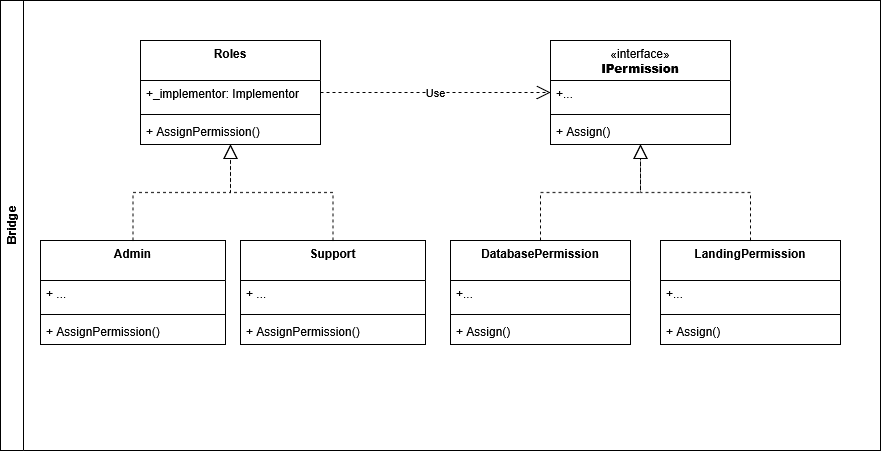 Bridge
Roles
+_implementor: Implementor
+ AssignPermission()
Use
«interface»
IPermission
+...
+ Assign()
Admin
+ ...
+ AssignPermission()
Support
+ ...
+ AssignPermission()
DatabasePermission
+...
+ Assign()
LandingPermission
+...
+ Assign()